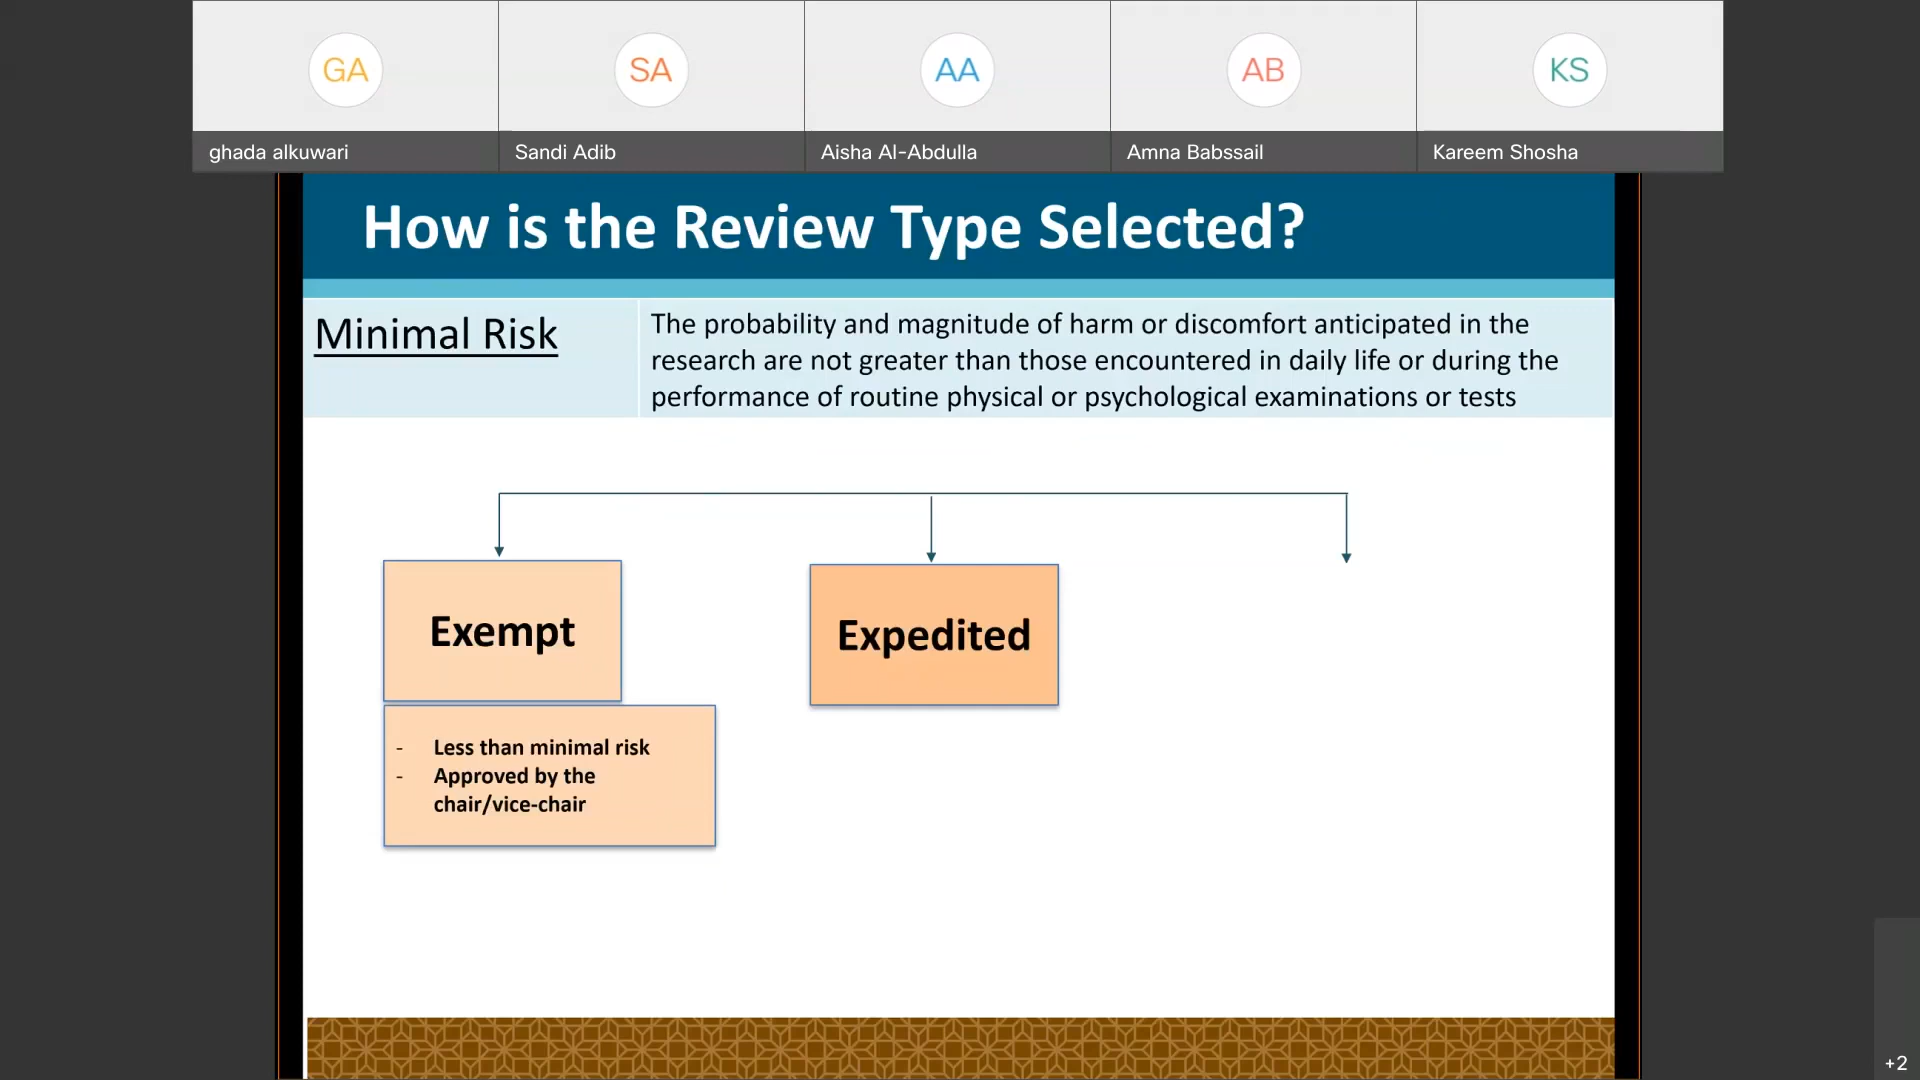 GA
SA
AA
AB
KS
ghada alkuwari
Sandi Adib
Aisha Al-Abdulla
Amna Babssail
Kareem Shosha
How is the Review Type Selected?
Minimal Risk
The probability and magnitude of harm or discomfort anticipated in the
research are not greater than those encountered in daily life or during the
performance of routine physical or psychological examinations or tests
Exempt
Expedited
- Less than minimal risk
- Approved by the
chair/vice-chair
+2